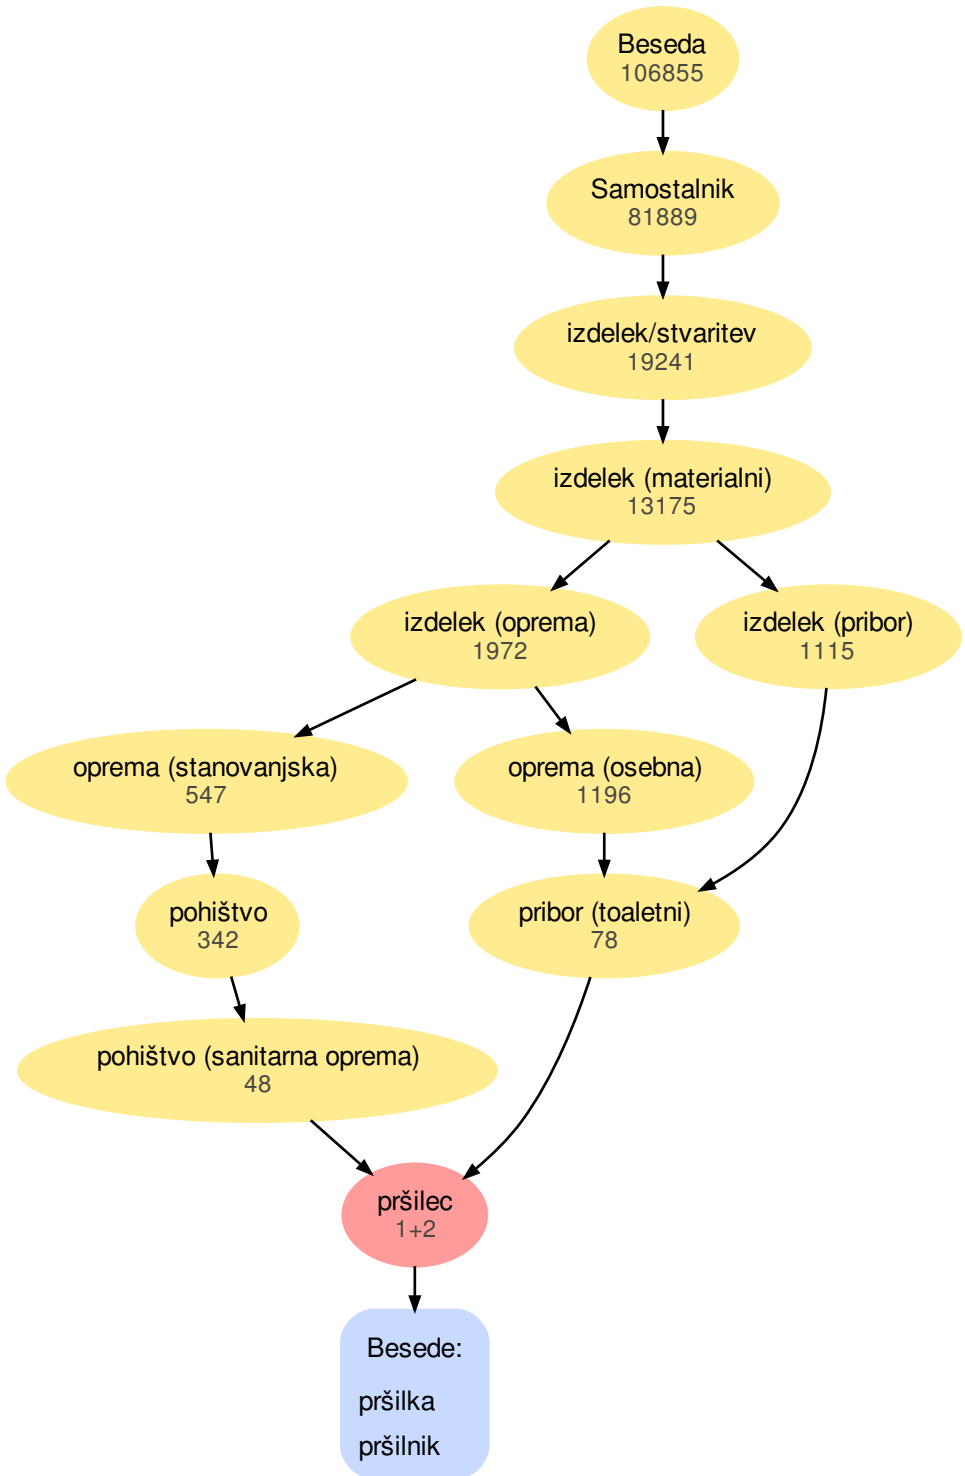 Beseda
106855
Samostalnik
81889
izdelek/stvaritev
19241
izdelek (materialni)
13175
izdelek (oprema)
1972
izdelek (pribor)
1115
oprema (stanovanjska)
547
oprema (osebna)
1196
pohištvo
342
pribor (toaletni)
78
pohištvo (sanitarna oprema)
48
pršilec
1+2
Besede:
pršilka
pršilnik